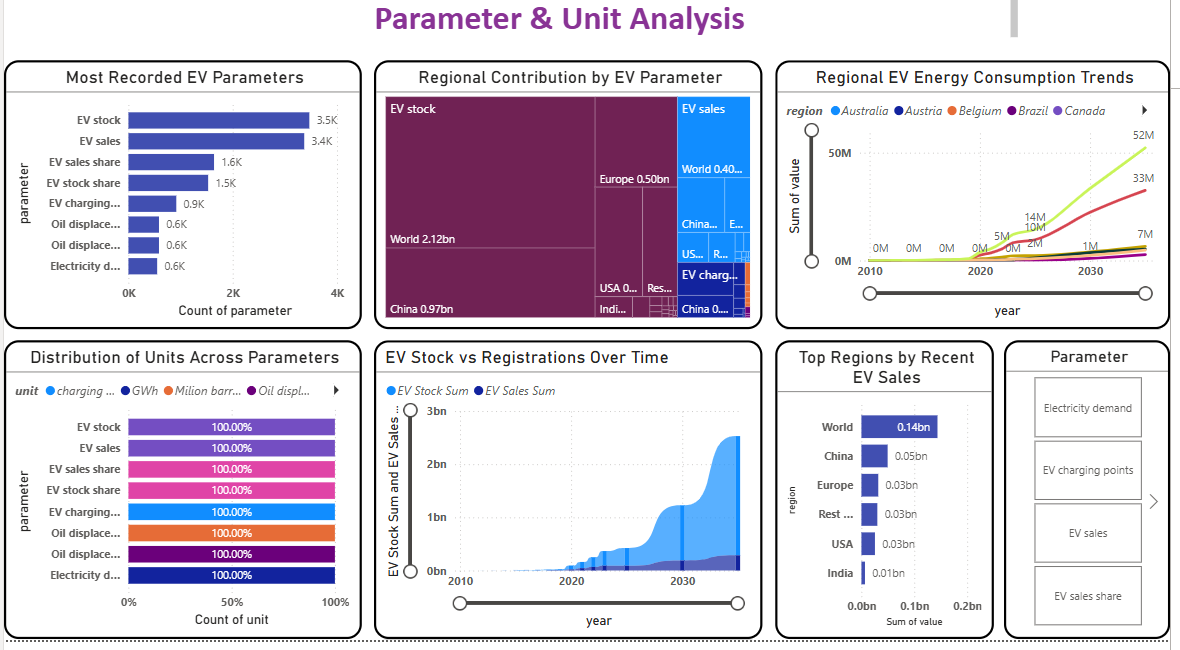 Parameter & Unit Analysis
Most Recorded EV Parameters
parameter
EV stock 3.5K
EV sales 3.4K
EV sales share 1.6K
EV stock share 1.5K
EV charging... 0.9K
Oil displace... 0.6K
Oil displace... 0.6K
Electricity d... 0.6K
0K 2K 4K
Count of parameter
Regional Contribution by EV Parameter
EV stock
World 2.12bn
China 0.97bn
Europe 0.50bn
USA 0...
Res...
Indi...
EV sales
World 0.40...
China...
E...
US...
R...
EV charg...
China 0....
Regional EV Energy Consumption Trends
region Australia Austria Belgium Brazil Canada
Sum of value
50M
0M
52M
33M
14M
10M
5M
7M
0M 0M 0M 0M 0M 2M 1M
2010 2020 2030
year
Distribution of Units Across Parameters
unit charging ... GWh Milion barr... Oil displ...
parameter
EV stock 100.00%
EV sales 100.00%
EV sales share 100.00%
EV stock share 100.00%
EV charging... 100.00%
Oil displace... 100.00%
Oil displace... 100.00%
Electricity d... 100.00%
0% 50% 100%
Count of unit
EV Stock vs Registrations Over Time
EV Stock Sum EV Sales Sum
EV Stock Sum and EV Sales ...
3bn
2bn
1bn
0bn
2010 2020 2030
year
Top Regions by Recent
EV Sales
region
World 0.14bn
China 0.05bn
Europe 0.03bn
Rest ... 0.03bn
USA 0.03bn
India 0.01bn
0.0bn 0.1bn 0.2bn
Sum of value
Parameter
Electricity demand
EV charging points
EV sales
EV sales share